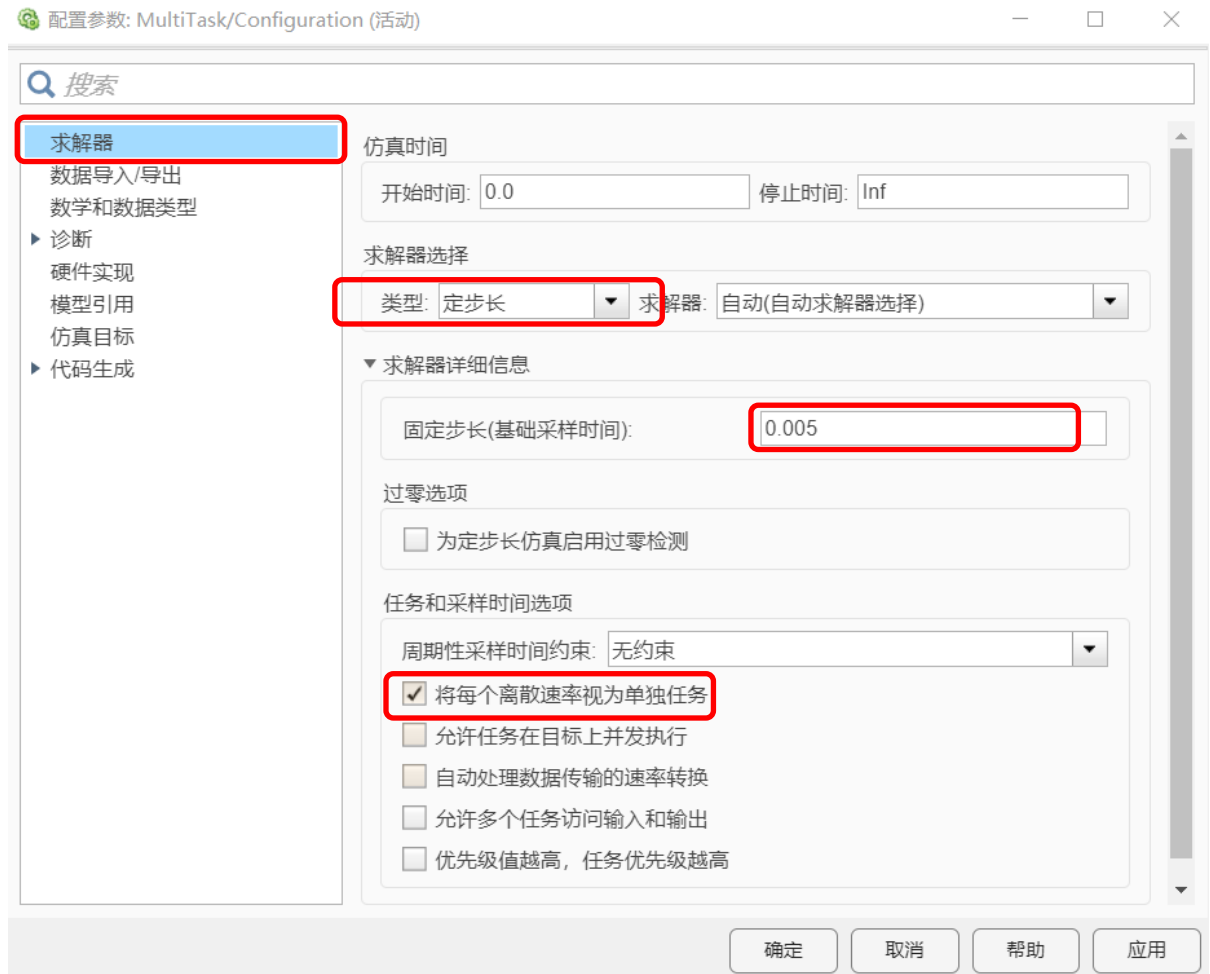 配置参数: MultiTask/Configuration (活动)
搜索
求解器
数据导入/导出
数学和数据类型
诊断
硬件实现
模型引用
仿真目标
代码生成
仿真时间
开始时间: 0.0 停止时间: Inf
求解器选择
类型: 定步长 求解器: 自动(自动求解器选择)
求解器详细信息
固定步长(基础采样时间): 0.005
过零选项
为定步长仿真启用过零检测
任务和采样时间选项
周期性采样时间约束: 无约束
将每个离散速率视为单独任务
允许任务在目标上并发执行
自动处理数据传输的速率转换
允许多个任务访问输入和输出
优先级值越高，任务优先级越高
确定 取消 帮助 应用